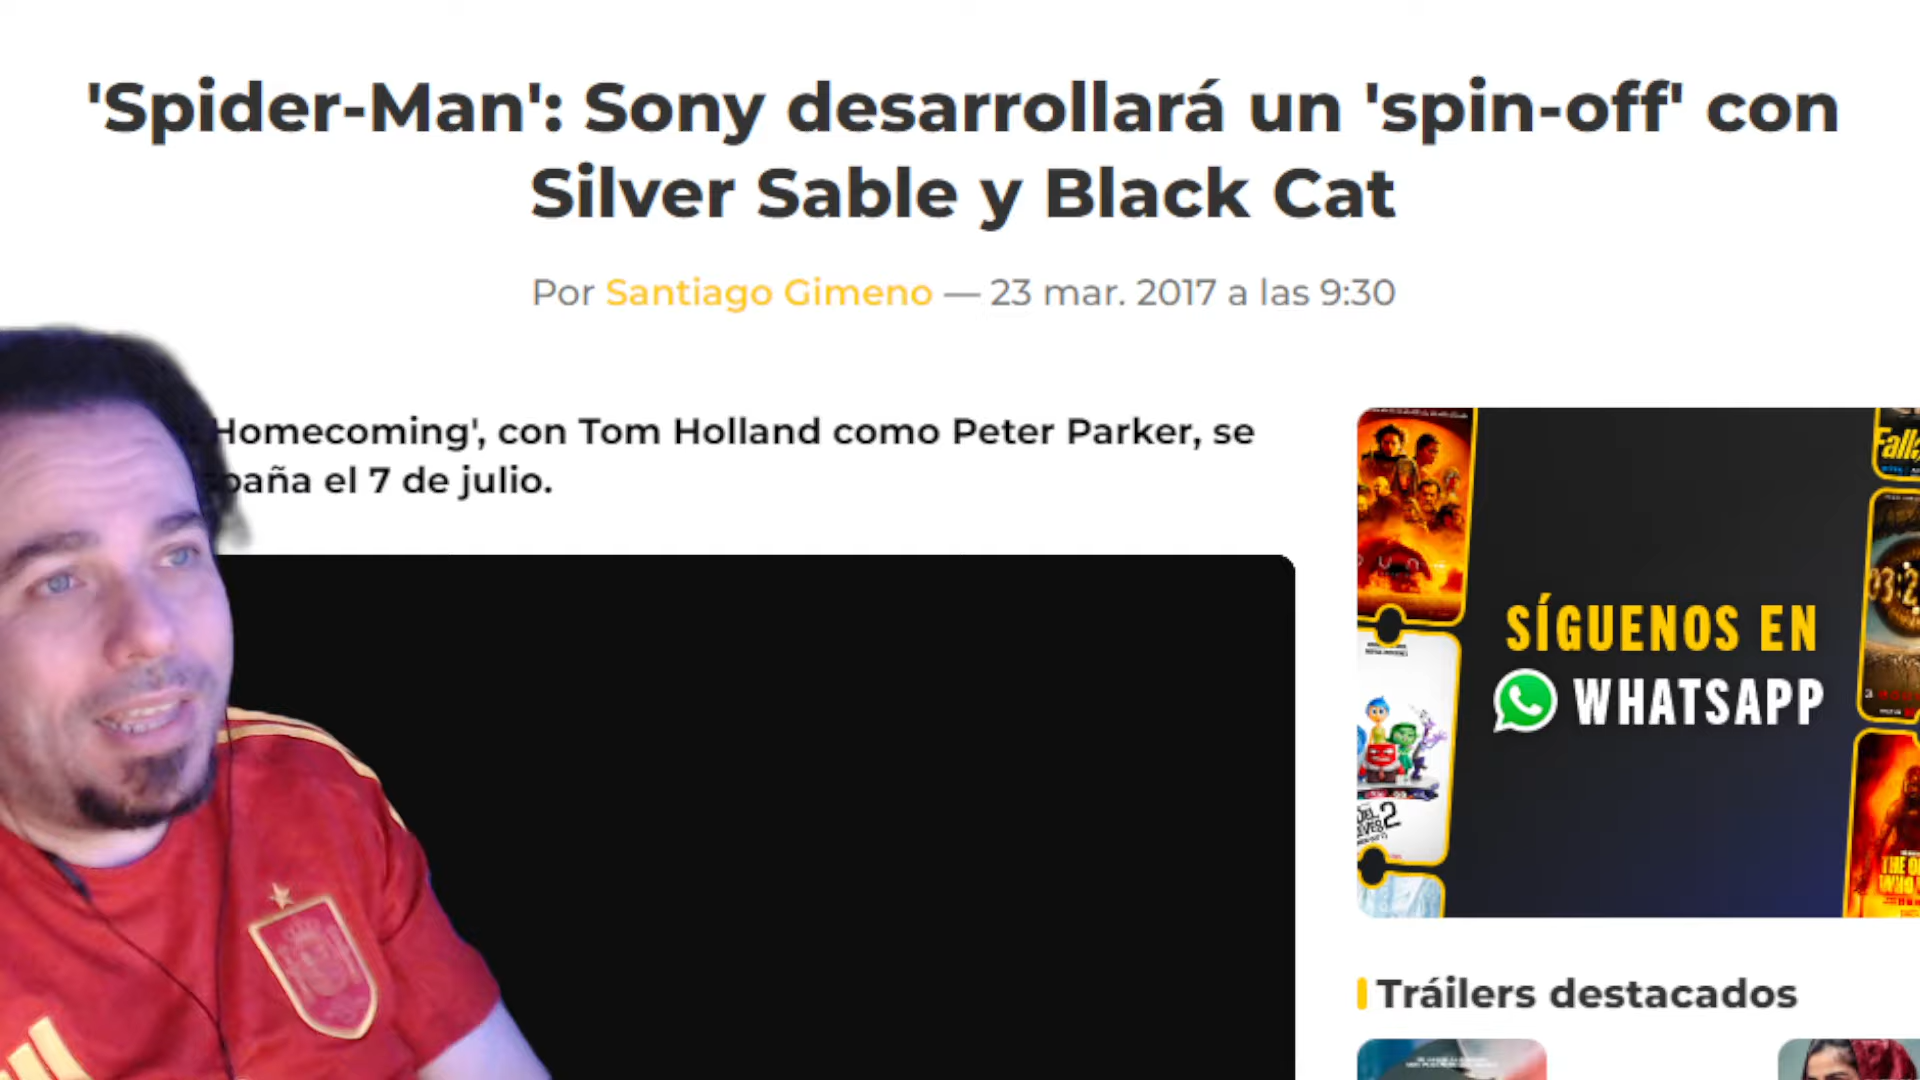 'Spider-Man': Sony desarrollará un 'spin-off' con
Silver Sable y Black Cat
Por Santiago Gimeno — 23 mar. 2017 a las 9:30
Homecoming', con Tom Holland como Peter Parker, se
paña el 7 de julio.
SÍGUENOS EN
WHATSAPP
Tráilers destacados